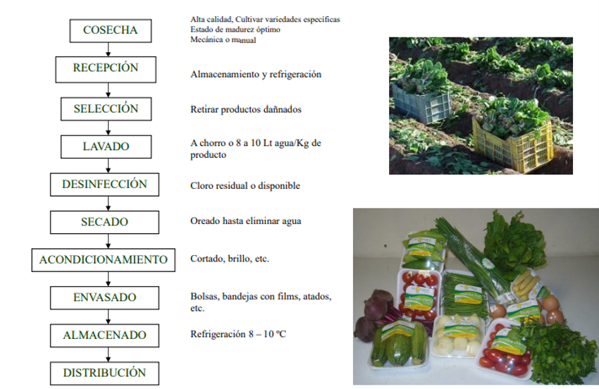 COSECHA
Alta calidad, Cultivar variedades específicas
Estado de madurez óptimo
Mecánica o manual
RECEPCIÓN
Almacenamiento y refrigeración
SELECCIÓN
Retirar productos dañnados
LAVADO
A chorro o 8 a 10 Lt agua/Kg de
producto
DESINFECCIÓN
Cloro residual o disponible
SECADO
Oreado hasta eliminar agua
ACONDICIONAMIENTO
Cortado, brillo, etc.
ENVASADO
Bolsas, bandejas con films, atados,
etc.
ALMACENADO
Refrigeración 8 – 10 ºC
DISTRIBUCIÓN